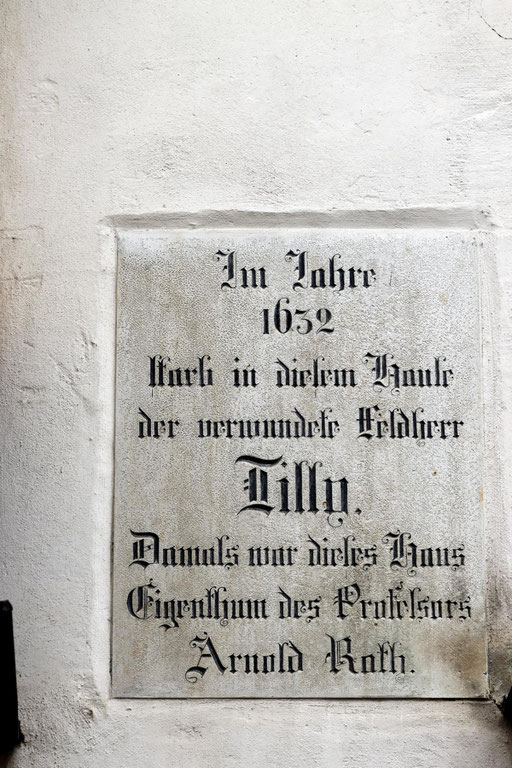 Im Jahre
1632
starb in diesem Hause
der verwundete Feldherr
Tilly.
Damals war dieses Haus
Eigenthum des Professors
Arnold Rath.